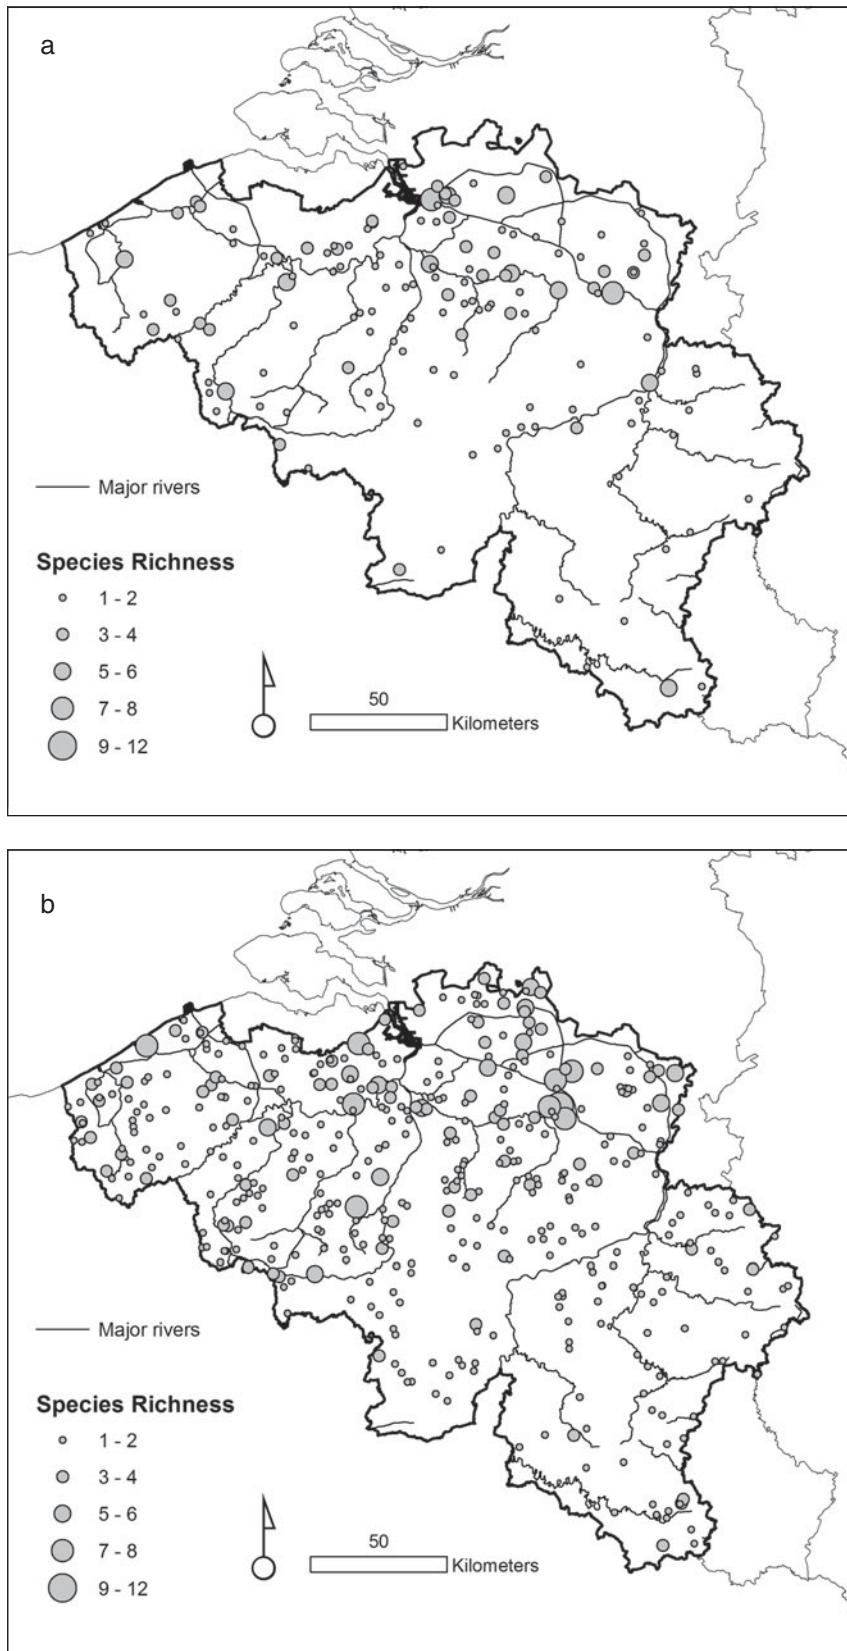 a
Major rivers
Species Richness
1 - 2
3 - 4
5 - 6
7 - 8
9 - 12
50
Kilometers
b
Major rivers
Species Richness
1 - 2
3 - 4
5 - 6
7 - 8
9 - 12
50
Kilometers